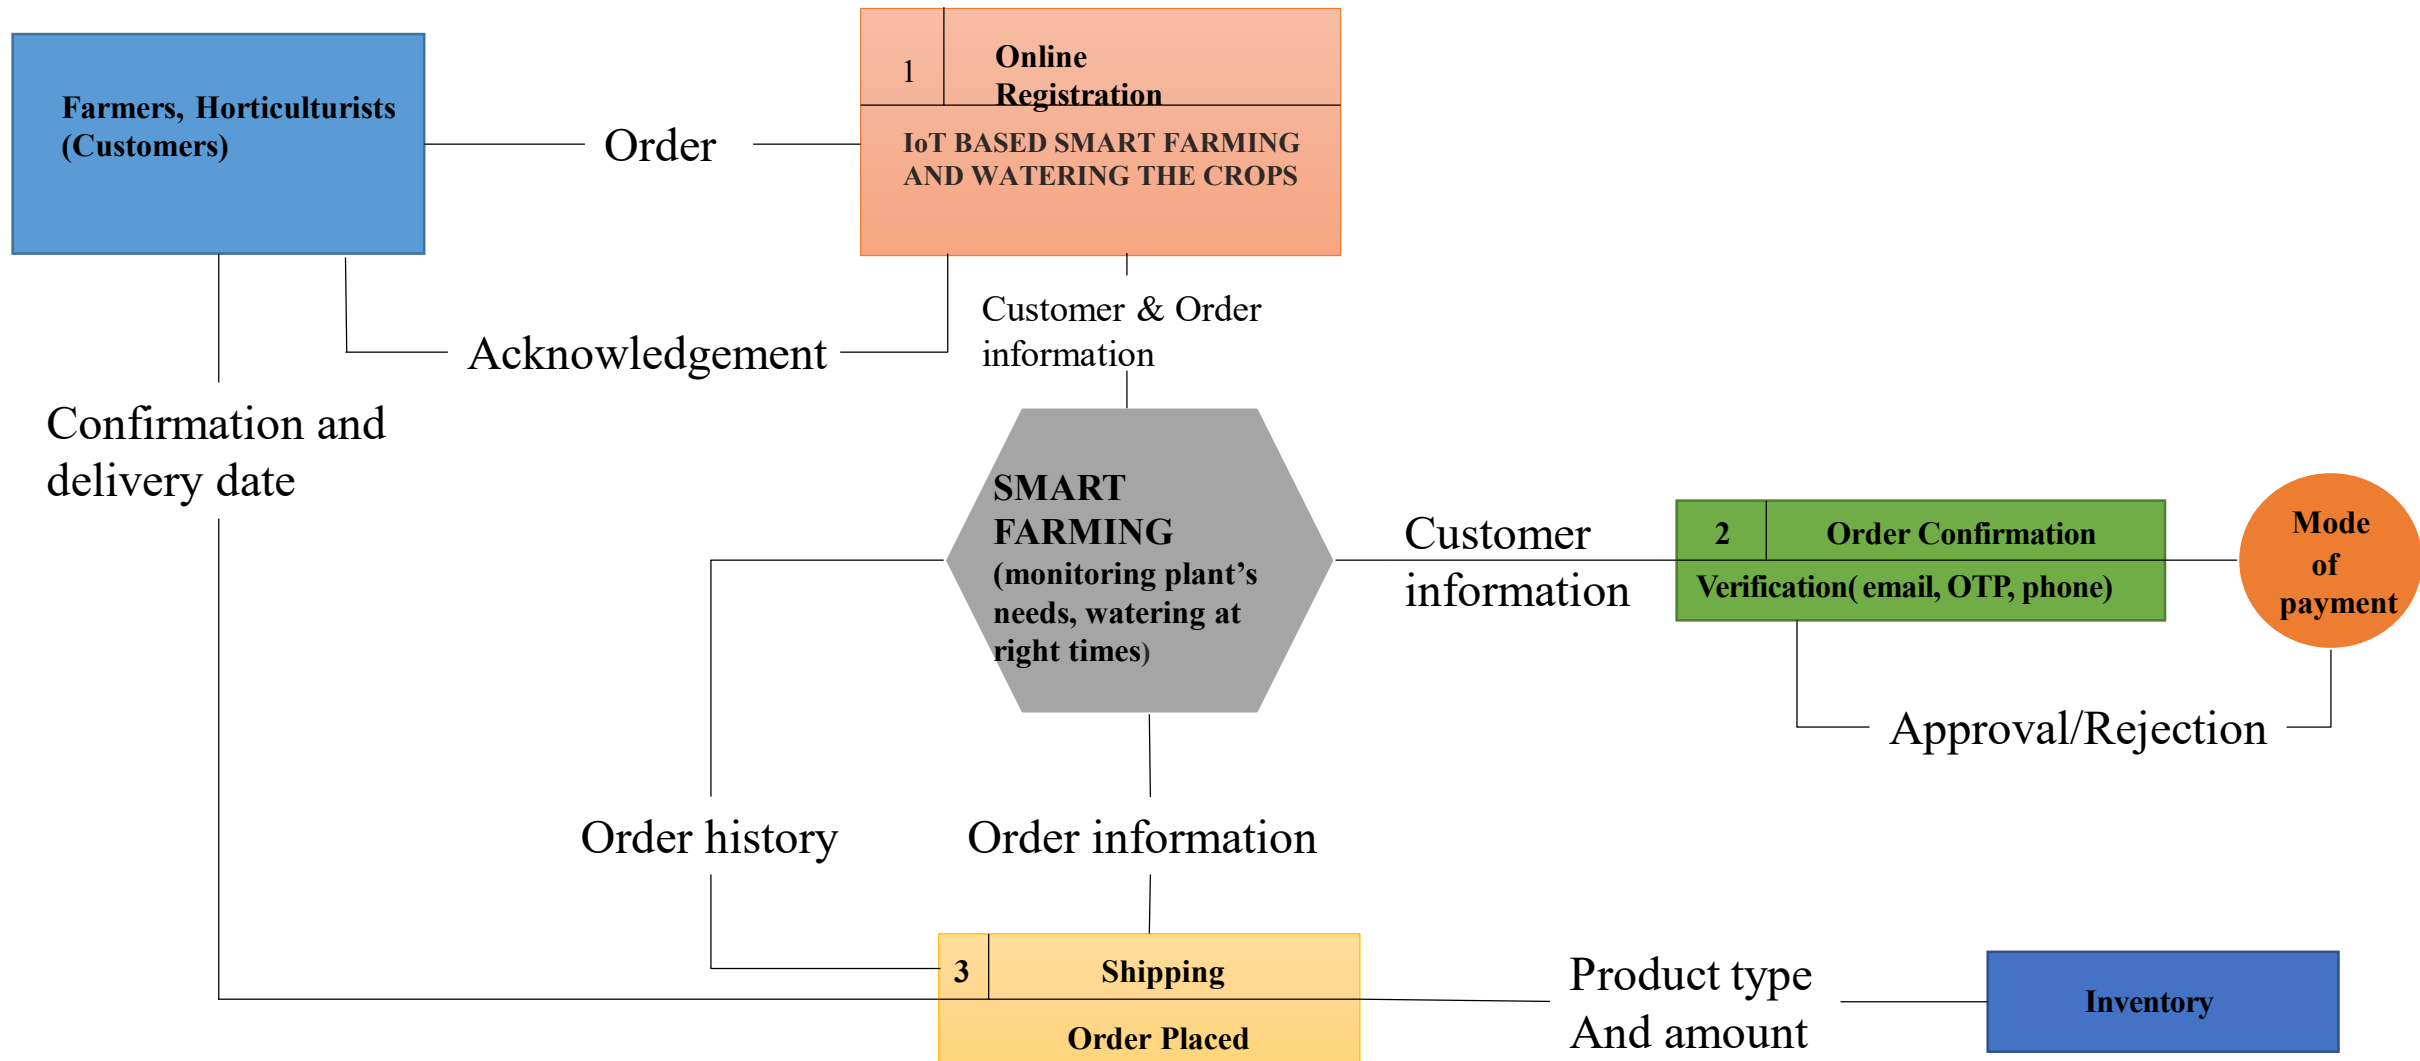 Farmers, Horticulturists
(Customers)
Order
1
Online
Registration
IoT BASED SMART FARMING
AND WATERING THE CROPS
Acknowledgement
Customer & Order
information
Confirmation and
delivery date
SMART
FARMING
(monitoring plant’s
needs, watering at
right times)
Customer
information
2
Order Confirmation
Verification( email, OTP, phone)
Mode
of
payment
Approval/Rejection
Order history
Order information
3
Shipping
Order Placed
Product type
And amount
Inventory